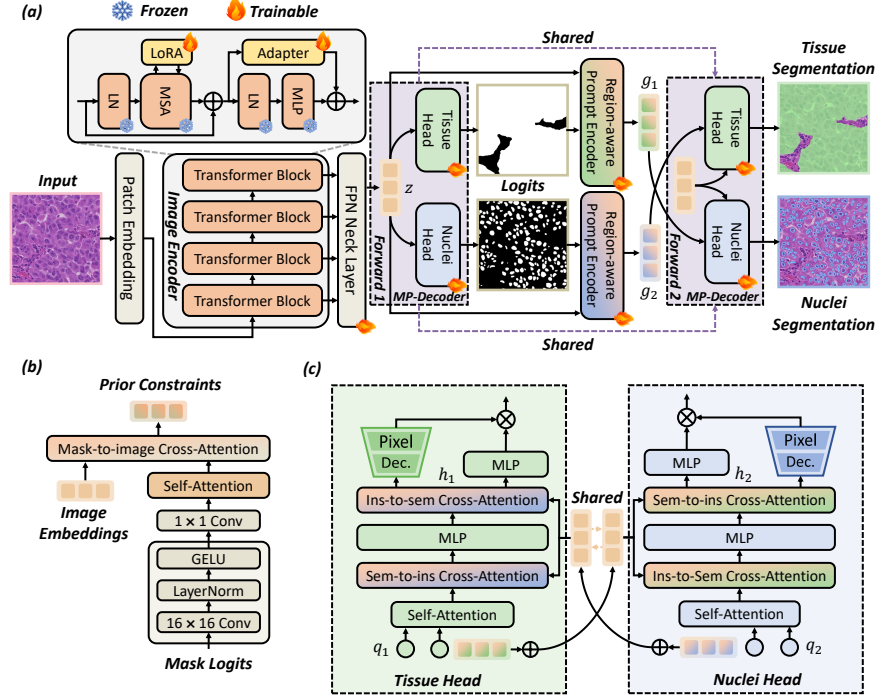 (a)
Frozen
Trainable
LoRA
Adapter
LN
MSA
LN
MLP
Input
Patch Embedding
Image Encoder
Transformer Block
Transformer Block
Transformer Block
Transformer Block
FPN Neck Layer
Shared
z
Forward 1
Tissue Head
Nuclei Head
MP-Decoder
Logits
Region-aware
Prompt Encoder
Region-aware
Prompt Encoder
g1
g2
Forward 2
Tissue Head
Nuclei Head
MP-Decoder
Shared
Tissue
Segmentation
Nuclei
Segmentation
(b)
Prior Constraints
Mask-to-image Cross-Attention
Image
Embeddings
Self-Attention
1 × 1 Conv
GELU
LayerNorm
16 × 16 Conv
Mask Logits
(c)
Pixel
Dec.
h1
MLP
Ins-to-sem Cross-Attention
MLP
Sem-to-ins Cross-Attention
Self-Attention
q1
Tissue Head
Shared
MLP
h2
Pixel
Dec.
Sem-to-ins Cross-Attention
MLP
Ins-to-Sem Cross-Attention
Self-Attention
q2
Nuclei Head